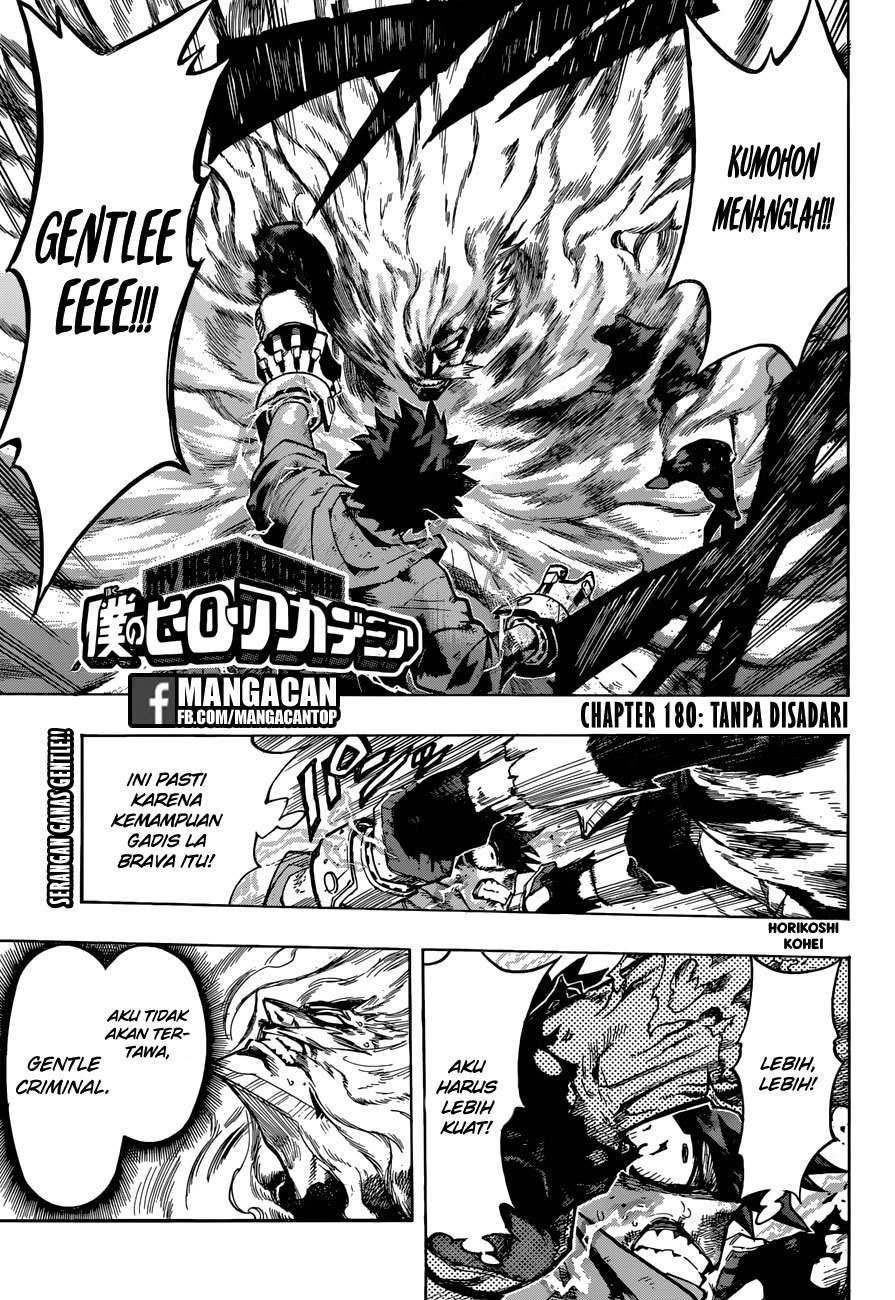 KUMOHON
MENANGLAH!!
GENTLEE
EEEE!!!
MY HERO ACADEMIA
僕のヒーローアカデミア
MANGACAN
FB.COM/MANGACANTOP
CHAPTER 180: TANPA DISADARI
SERANGAN GANAS GENTLE!!
INI PASTI
KARENA
KEMAMPUAN
GADIS LA
BRAVA ITU!
HORIKOSHI
KOHEI
LEBIH,
LEBIH!
AKU
HARUS
LEBIH
KUAT!
AKU TIDAK
AKAN TER-
TAWA,
GENTLE
CRIMINAL.